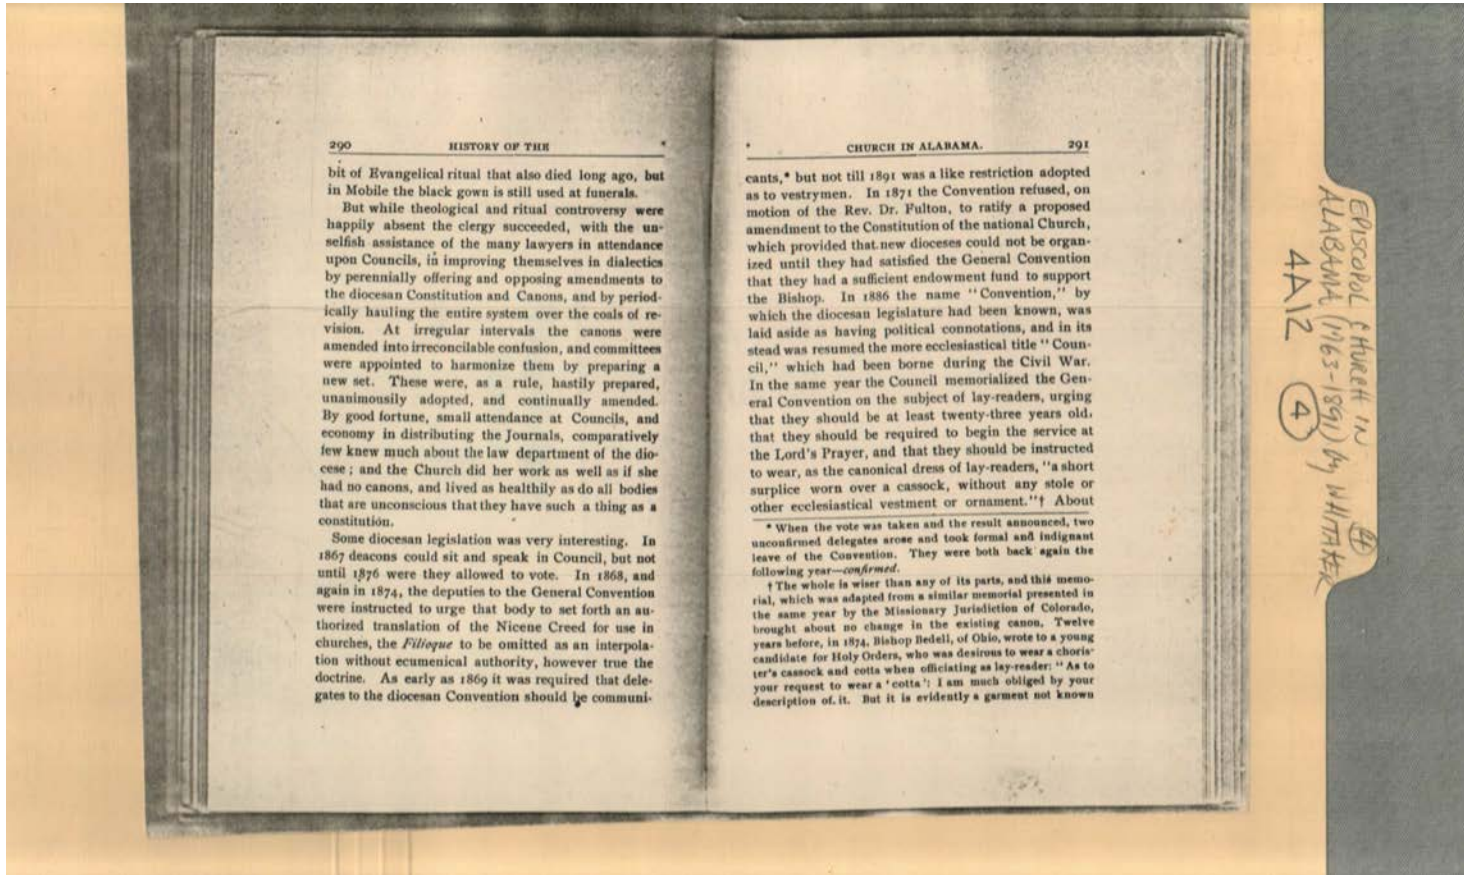 290 HISTORY OF THE
bit of Evangelical ritual that also died long ago, but
in Mobile the black gown is still used at funerals.
But while theological and ritual controversy were
happily absent the clergy succeeded, with the un-
selfish assistance of the many lawyers in attendance
upon Councils, in improving themselves in dialectics
by perennially offering and opposing amendments to
the diocesan Constitution and Canons, and by period-
ically hauling the entire system over the coals of re-
vision. At irregular intervals the canons were
amended into irreconcilable confusion, and committees
were appointed to harmonize them by preparing a
new set. These were, as a rule, hastily prepared,
unanimously adopted, and continually amended.
By good fortune, small attendance at Councils, and
economy in distributing the Journals, comparatively
few knew much about the law department of the dio-
cese; and the Church did her work as well as if she
had no canons, and lived as healthily as do all bodies
that are unconscious that they have such a thing as a
constitution.
Some diocesan legislation was very interesting. In
1867 deacons could sit and speak in Council, but not
until 1876 were they allowed to vote. In 1868, and
again in 1874, the deputies to the General Convention
were instructed to urge that body to set forth an au-
thorized translation of the Nicene Creed for use in
churches, the Filioque to be omitted as an interpola-
tion without ecumenical authority, however true the
doctrine. As early as 1869 it was required that dele-
gates to the diocesan Convention should be communi-
CHURCH IN ALABAMA. 291
cants,* but not till 1891 was a like restriction adopted
as to vestrymen. In 1871 the Convention refused, on
motion of the Rev. Dr. Fulton, to ratify a proposed
amendment to the Constitution of the national Church,
which provided that new dioceses could not be organ-
ized until they had satisfied the General Convention
that they had a sufficient endowment fund to support
the Bishop. In 1886 the name "Convention," by
which the diocesan legislature had been known, was
laid aside as having political connotations, and in its
stead was resumed the more ecclesiastical title "Coun-
cil," which had been borne during the Civil War.
In the same year the Council memorialized the Gen-
eral Convention on the subject of lay-readers, urging
that they should be at least twenty-three years old,
that they should be required to begin the service at
the Lord's Prayer, and that they should be instructed
to wear, as the canonical dress of lay-readers, "a short
surplice worn over a cassock, without any stole or
other ecclesiastical vestment or ornament."† About
* When the vote was taken and the result announced, two
unconfirmed delegates arose and took formal and indignant
leave of the Convention. They were both back again the
following year—confirmed.
† The whole is wiser than any of its parts, and this memo-
rial, which was adapted from a similar memorial presented in
the same year by the Missionary Jurisdiction of Colorado,
brought about no change in the existing canon. Twelve
years before, in 1874, Bishop Bedell, of Ohio, wrote to a young
candidate for Holy Orders, who was desirous to wear a choris-
ter's cassock and cotta when officiating as lay-reader: "As to
your request to wear a 'cotta': I am much obliged by your
description of it. But it is evidently a garment not known
EPISCOPL CHURCH IN
ALABAMA (1763-1891) by WHITAKER
4A12 4